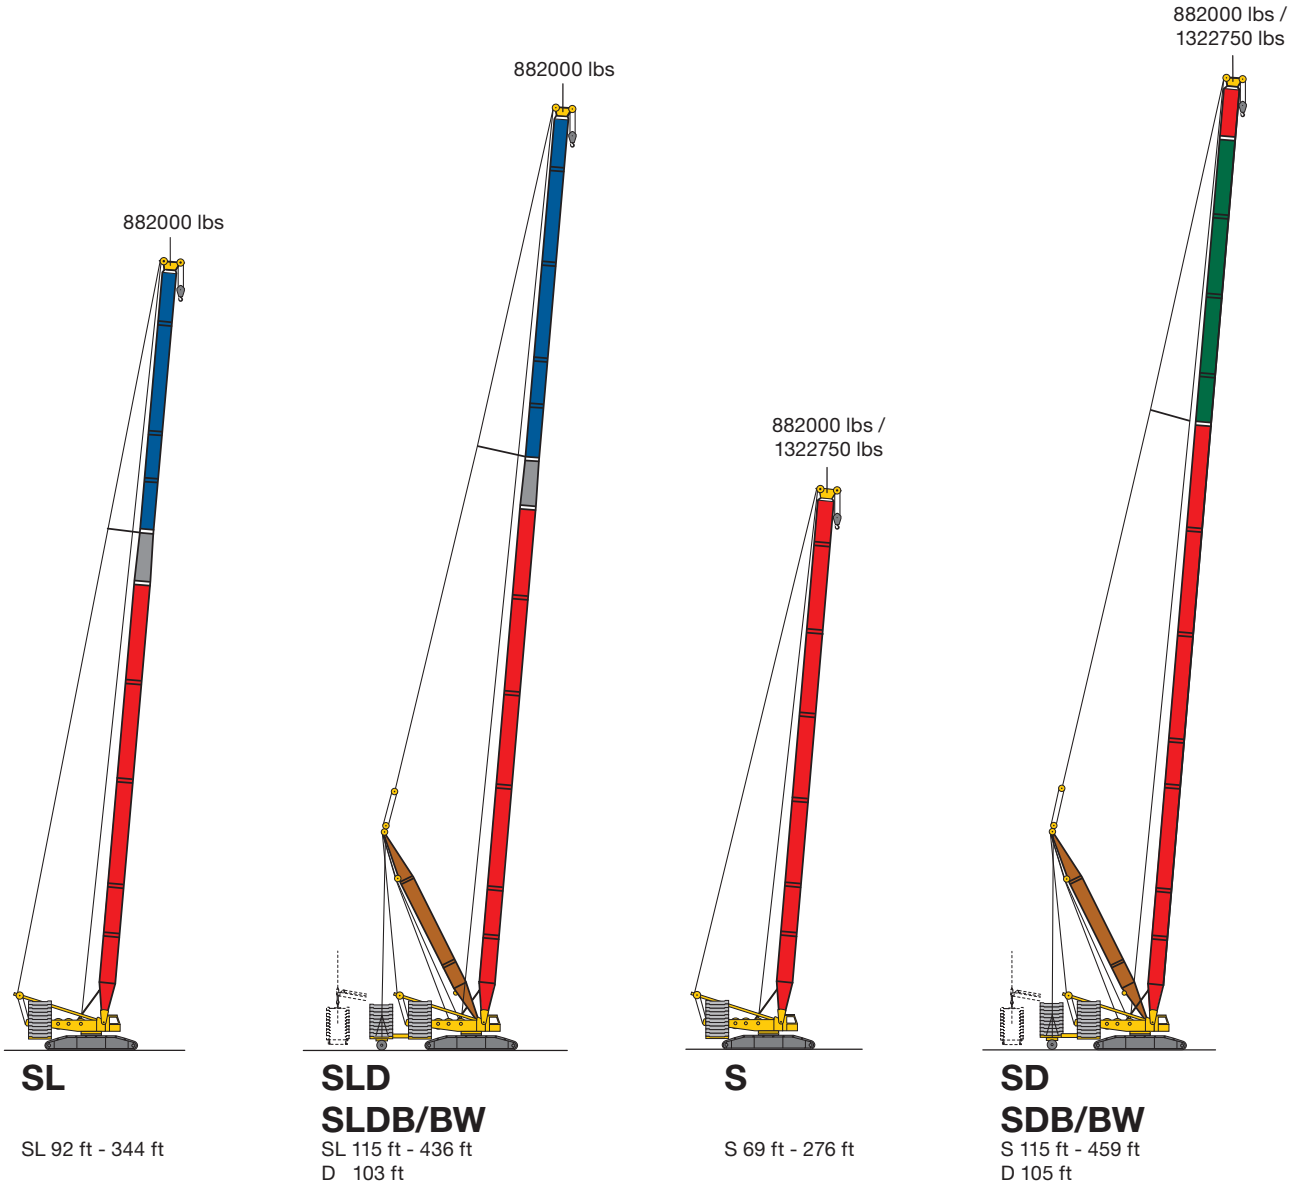 882000 lbs /
1322750 lbs
882000 lbs
882000 lbs
882000 lbs /
1322750 lbs
SL
SL 92 ft - 344 ft
SLD
SLDB/BW
SL 115 ft - 436 ft
D 103 ft
S
S 69 ft - 276 ft
SD
SDB/BW
S 115 ft - 459 ft
D 105 ft